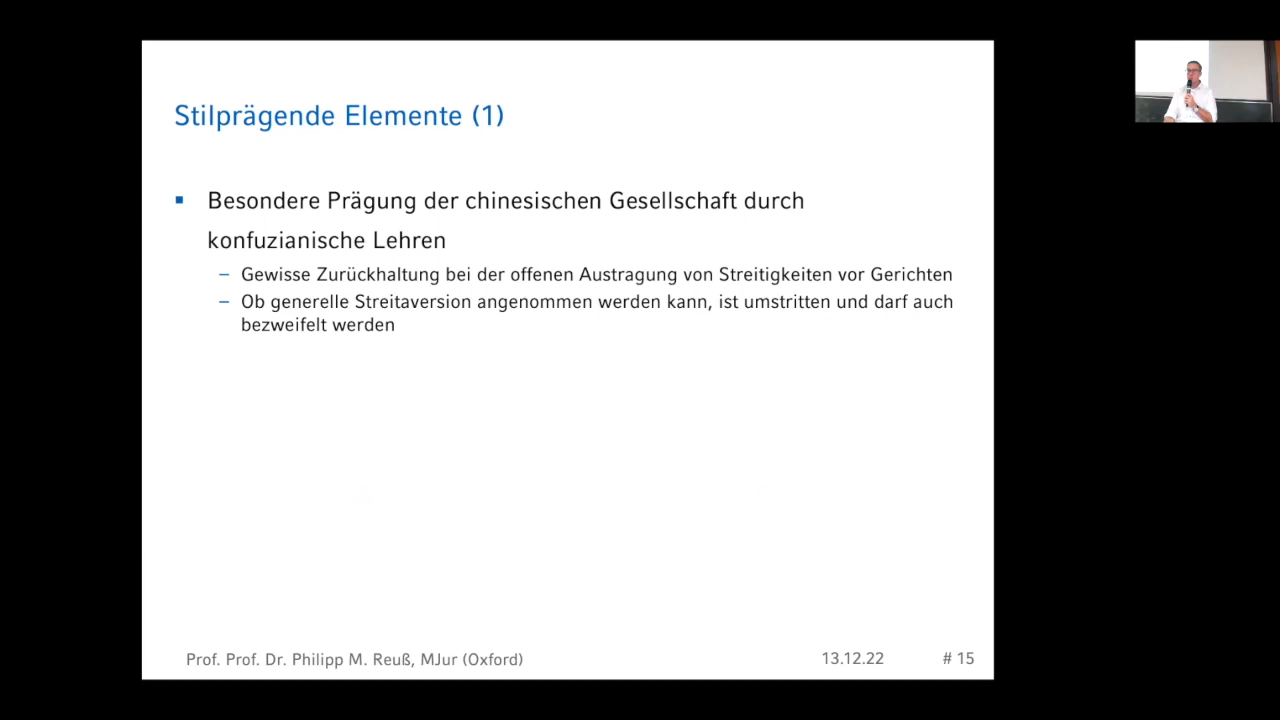 Stilprägende Elemente (1)
Besondere Prägung der chinesischen Gesellschaft durch
konfuzianische Lehren
– Gewisse Zurückhaltung bei der offenen Austragung von Streitigkeiten vor Gerichten
– Ob generelle Streitaversion angenommen werden kann, ist umstritten und darf auch
bezweifelt werden
Prof. Prof. Dr. Philipp M. Reuß, MJur (Oxford)
13.12.22
# 15